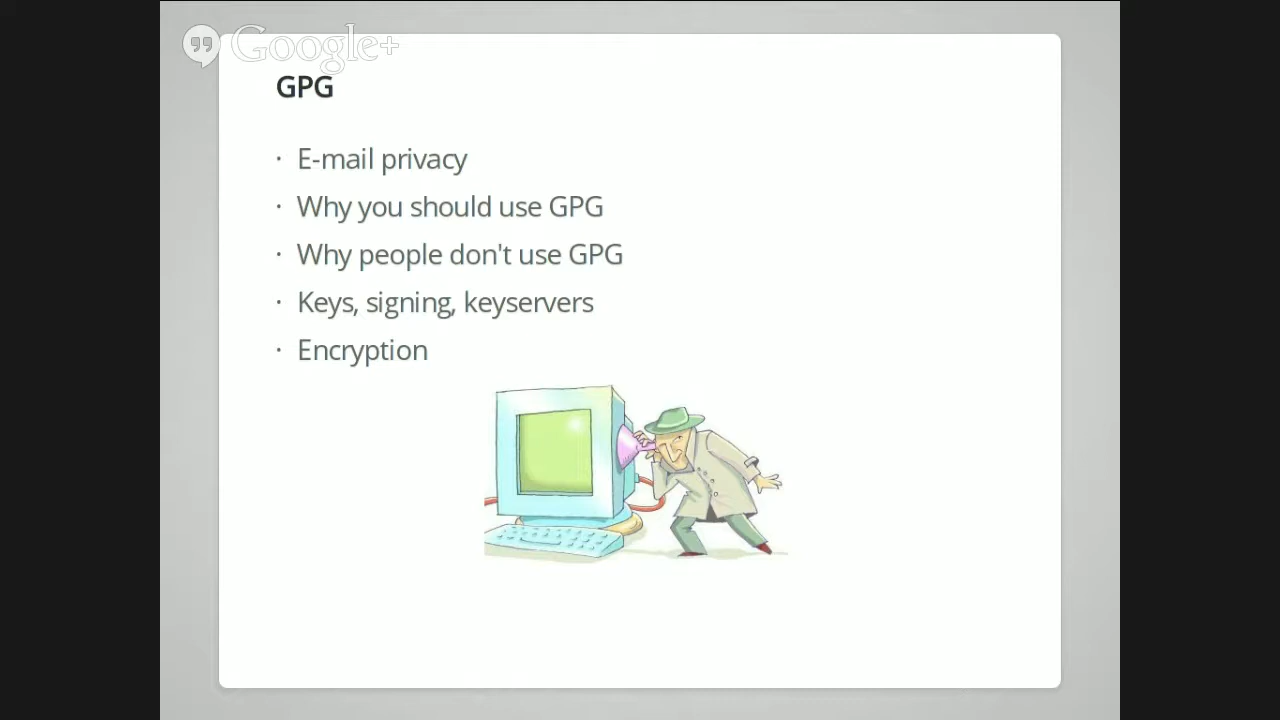 Google+
GPG
· E-mail privacy
· Why you should use GPG
· Why people don't use GPG
· Keys, signing, keyservers
· Encryption